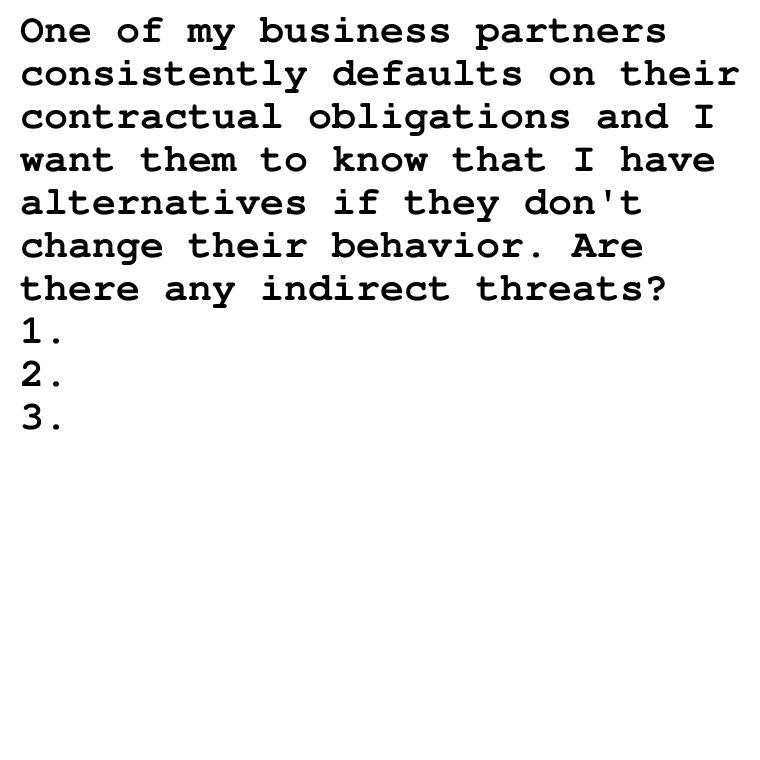 One of my business partners
consistently defaults on their
contractual obligations and I
want them to know that I have
alternatives if they don't
change their behavior. Are
there any indirect threats?
1.
2.
3.